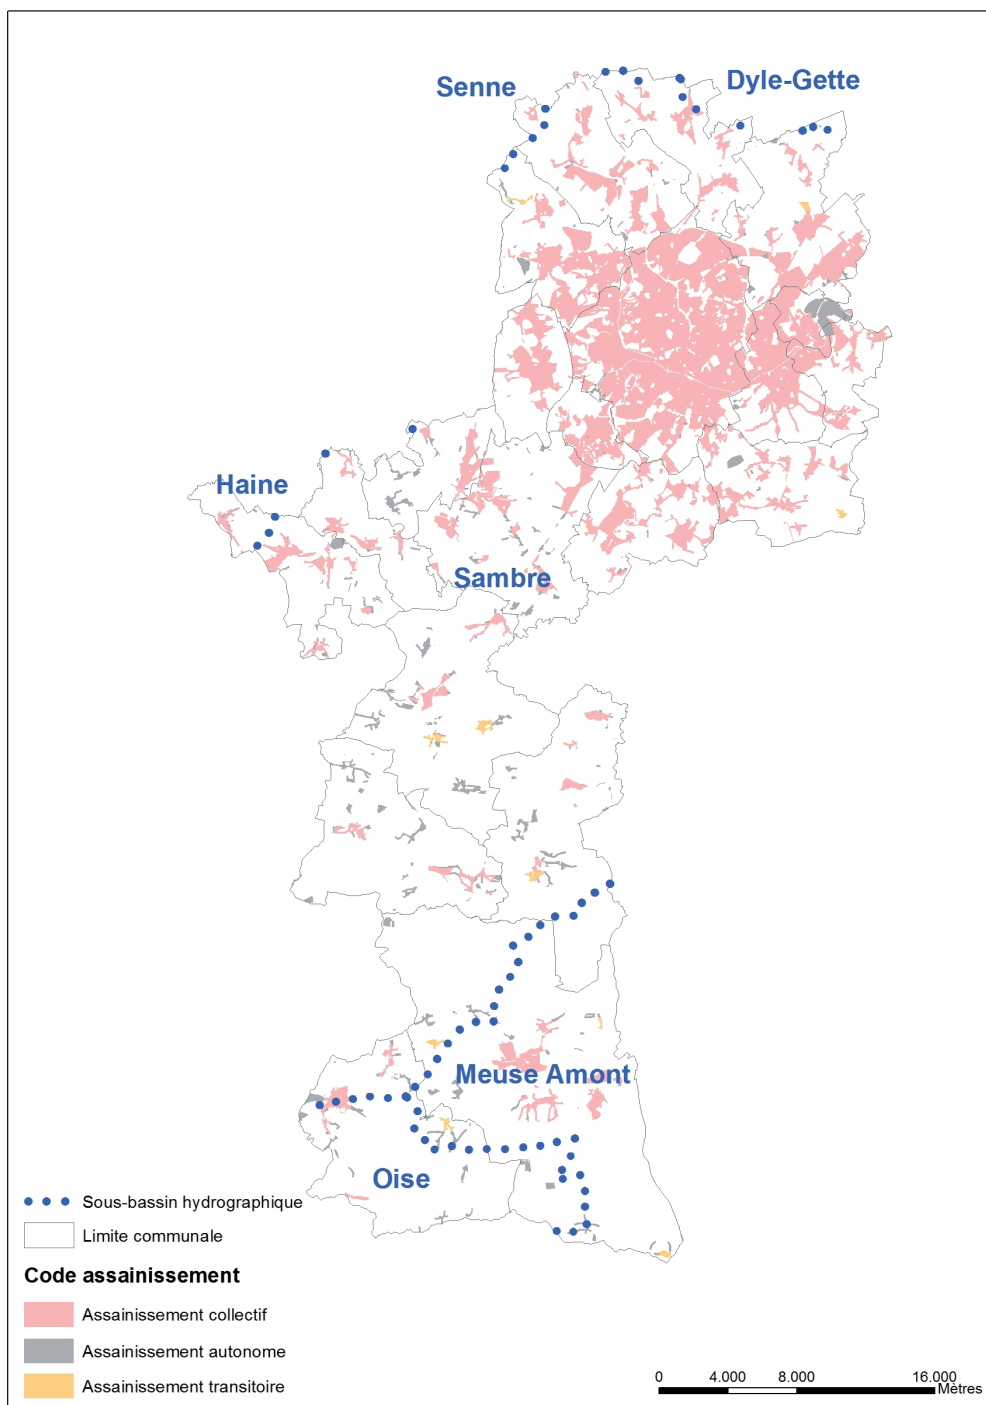 Senne
Dyle-Gette
Haine
Sambre
Meuse Amont
Oise
Sous-bassin hydrographique
Limite communale
Code assainissement
Assainissement collectif
Assainissement autonome
Assainissement transitoire
0 4.000 8.000 16.000
Mètres